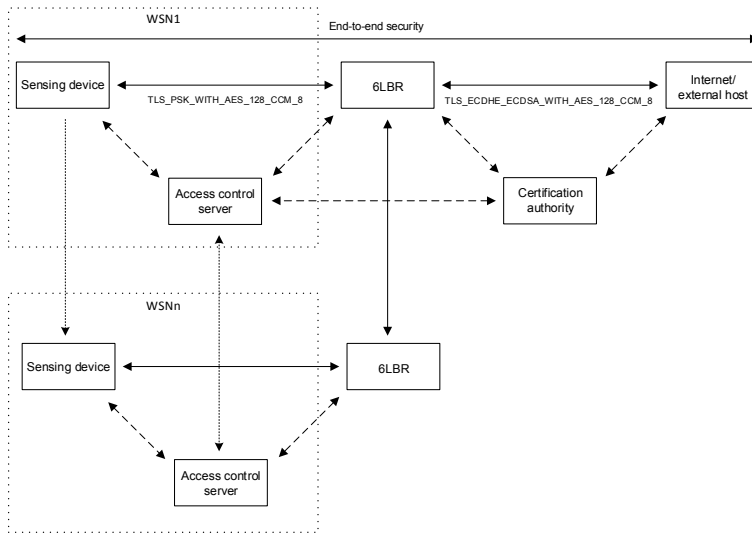 WSN1
End-to-end security
Sensing device
6LBR
Internet/
external host
TLS_PSK_WITH_AES_128_CCM_8
TLS_ECDHE_ECDSA_WITH_AES_128_CCM_8
Access control
server
Certification
authority
WSNn
Sensing device
6LBR
Access control
server